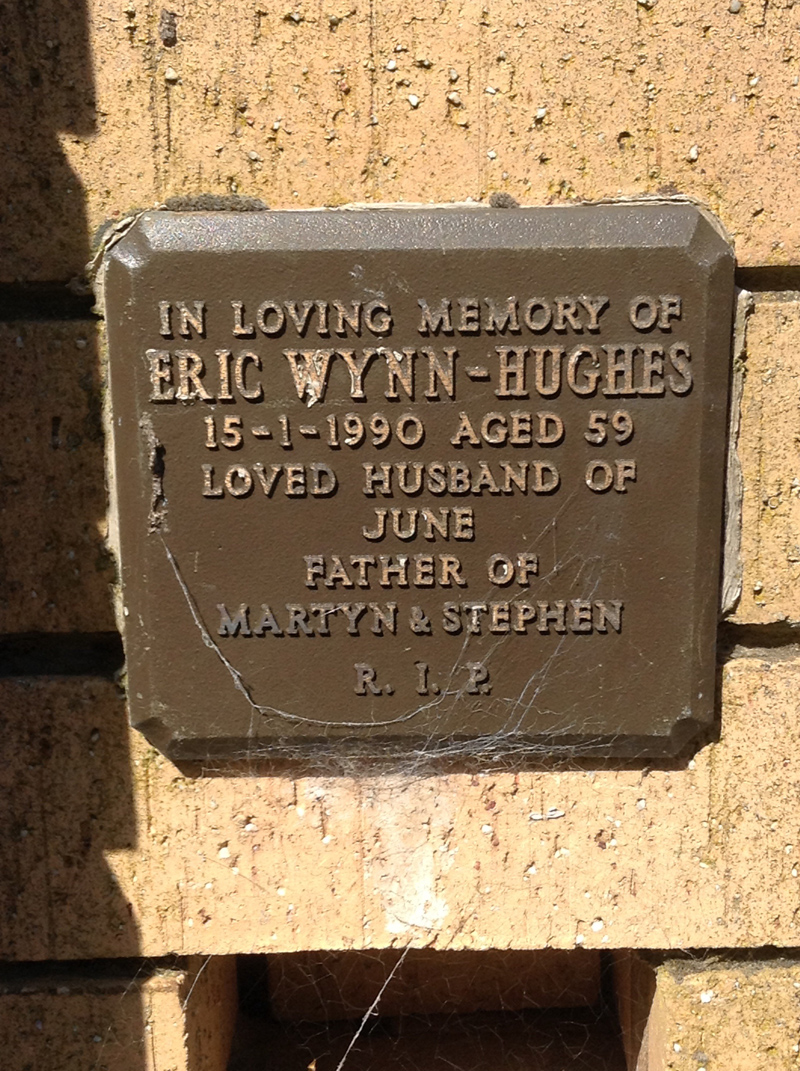 IN LOVING MEMORY OF
ERIC WYNN-HUGHES
15-1-1990 AGED 59
LOVED HUSBAND OF
JUNE
FATHER OF
MARTYN & STEPHEN
R. I. P.